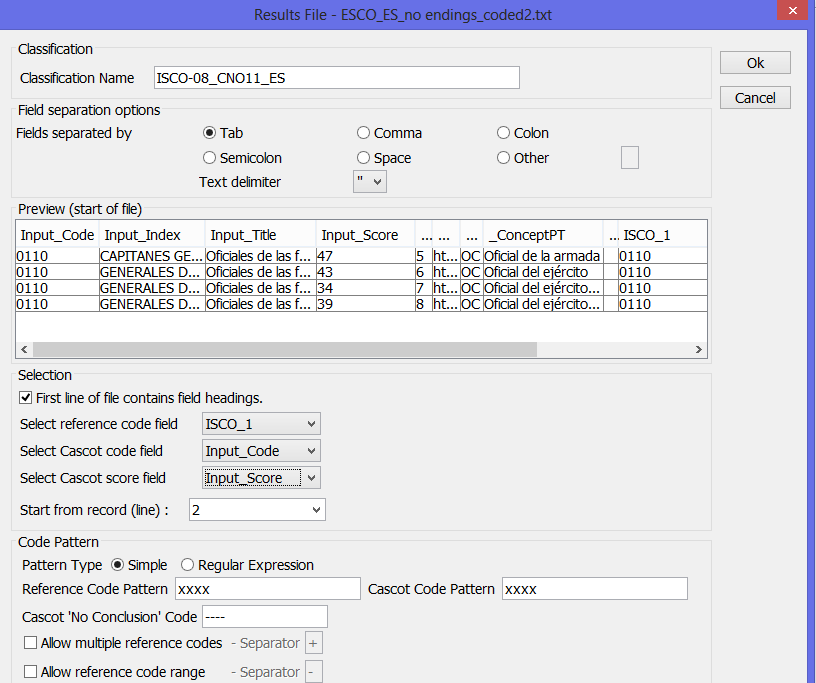 Results File - ESCO_ES_no endings_coded2.txt
Classification
Classification Name ISCO-08_CNO11_ES
Ok
Cancel
Field separation options
Fields separated by Tab Comma Colon
Semicolon Space Other
Text delimiter "
Preview (start of file)
Input_Code Input_Index Input_Title Input_Score ... ... ... _ConceptPT ... ISCO_1
0110 CAPITANES GE... Oficiales de las f... 47 5 ht... OC Oficial de la armada 0110
0110 GENERALES D... Oficiales de las f... 43 6 ht... OC Oficial del ejército 0110
0110 GENERALES D... Oficiales de las f... 34 7 ht... OC Oficial del ejército... 0110
0110 GENERALES D... Oficiales de las f... 39 8 ht... OC Oficial del ejército... 0110
Selection
First line of file contains field headings.
Select reference code field ISCO_1
Select Cascot code field Input_Code
Select Cascot score field Input_Score
Start from record (line) : 2
Code Pattern
Pattern Type Simple Regular Expression
Reference Code Pattern xxxx Cascot Code Pattern xxxx
Cascot 'No Conclusion' Code ----
Allow multiple reference codes - Separator +
Allow reference code range - Separator -